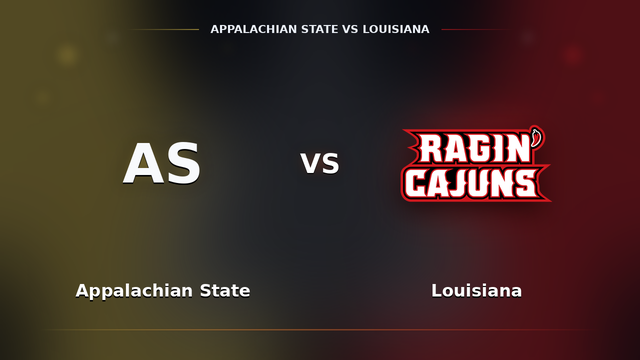 APPALACHIAN STATE VS LOUISIANA
AS
VS
RAGIN'
CAJUNS
Appalachian State
Louisiana